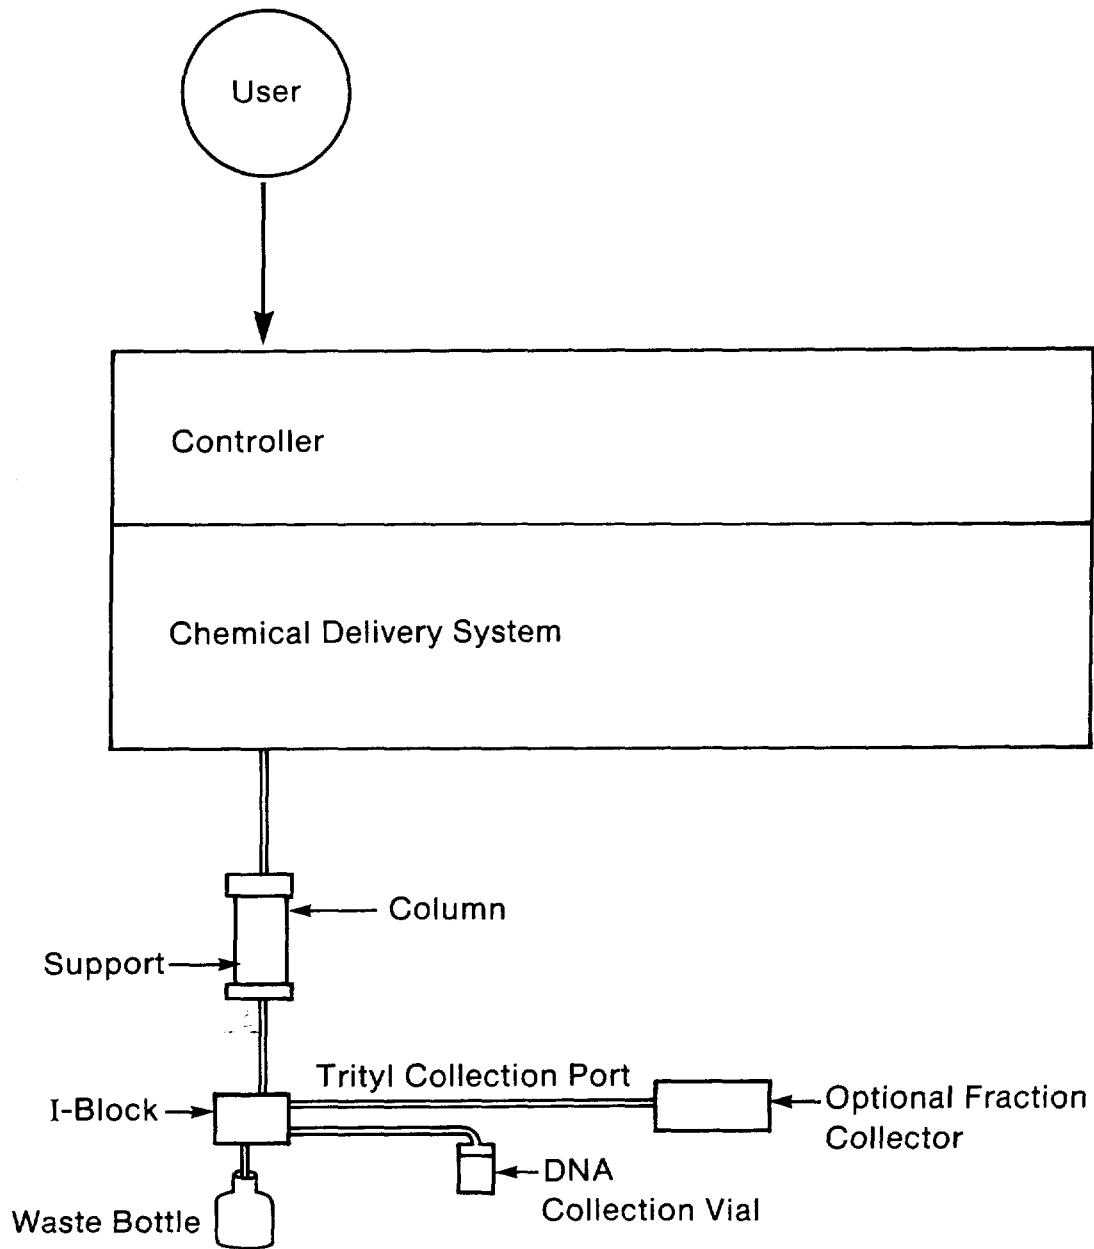 User
Controller
Chemical Delivery System
Column
Support
Trityl Collection Port
I-Block
Optional Fraction
Collector
DNA
Collection Vial
Waste Bottle